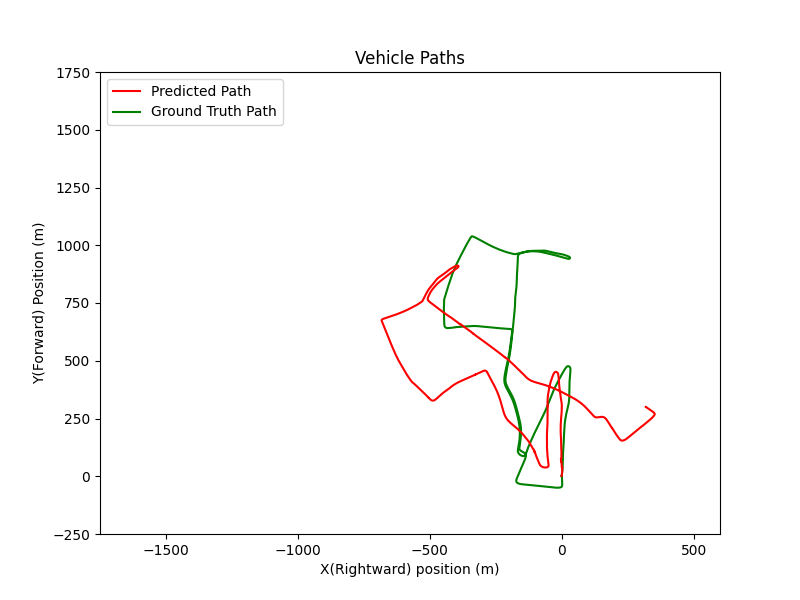 Vehicle Paths
Predicted Path
Ground Truth Path
1750
1500
1250
1000
750
500
250
0
−250
Y(Forward) Position (m)
−1500
−1000
−500
0
500
X(Rightward) position (m)